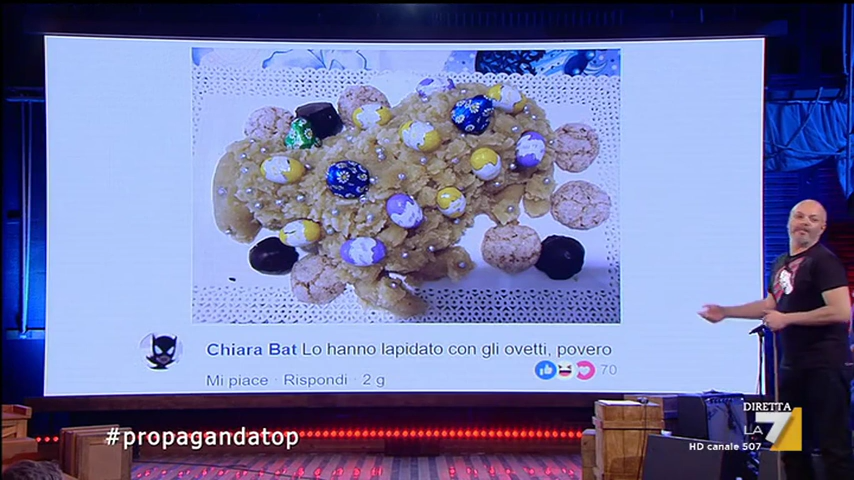 Chiara Bat Lo hanno lapidato con gli ovetti, povero
Mi piace · Rispondi · 2 g
70
#propagandatop
DIRETTA
LA 7
HD canale 507